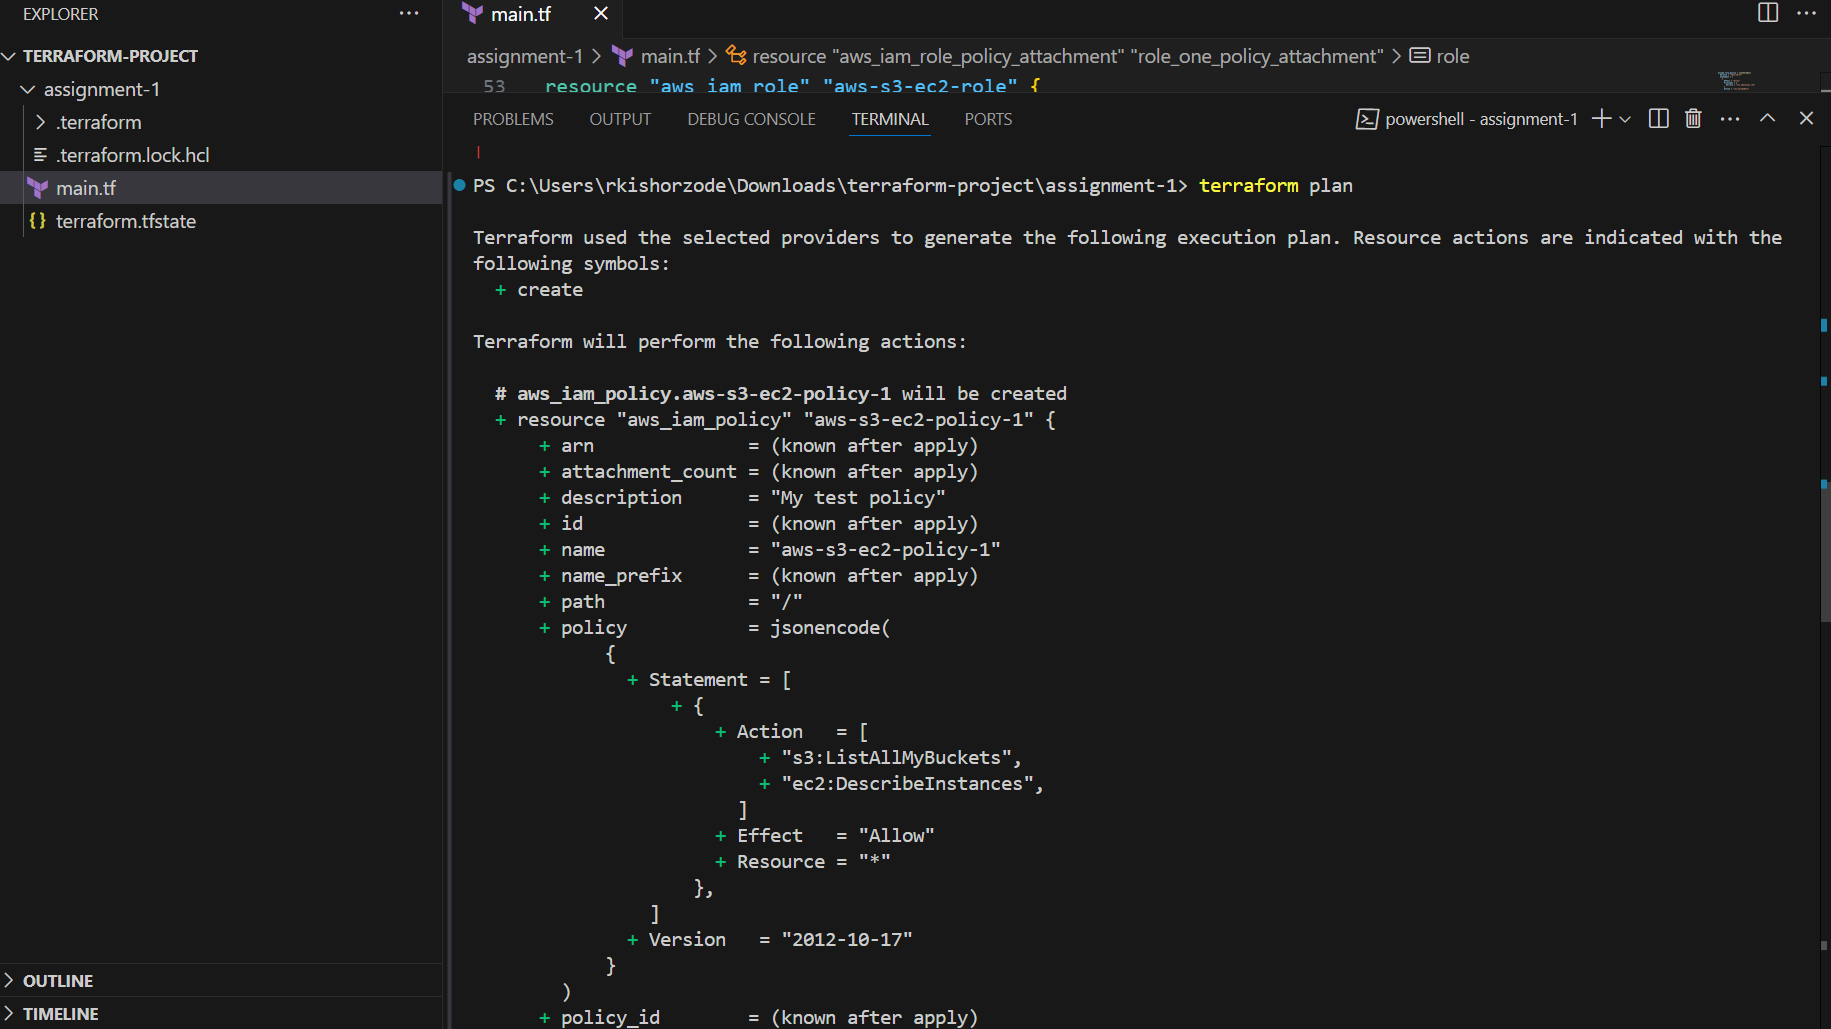 EXPLORER
TERRAFORM-PROJECT
assignment-1
.terraform
.terraform.lock.hcl
main.tf
terraform.tfstate
OUTLINE
TIMELINE
main.tf
assignment-1 > main.tf > resource "aws_iam_role_policy_attachment" "role_one_policy_attachment" > role
53 resource "aws_iam_role" "aws-s3-ec2-role" {
PROBLEMS OUTPUT DEBUG CONSOLE TERMINAL PORTS
powershell - assignment-1
PS C:\Users\rkishorzode\Downloads\terraform-project\assignment-1> terraform plan
Terraform used the selected providers to generate the following execution plan. Resource actions are indicated with the
following symbols:
+ create
Terraform will perform the following actions:
# aws_iam_policy.aws-s3-ec2-policy-1 will be created
+ resource "aws_iam_policy" "aws-s3-ec2-policy-1" {
+ arn = (known after apply)
+ attachment_count = (known after apply)
+ description = "My test policy"
+ id = (known after apply)
+ name = "aws-s3-ec2-policy-1"
+ name_prefix = (known after apply)
+ path = "/"
+ policy = jsonencode(
{
+ Statement = [
+ {
+ Action = [
+ "s3:ListAllMyBuckets",
+ "ec2:DescribeInstances",
]
+ Effect = "Allow"
+ Resource = "*"
},
]
+ Version = "2012-10-17"
}
)
+ policy_id = (known after apply)